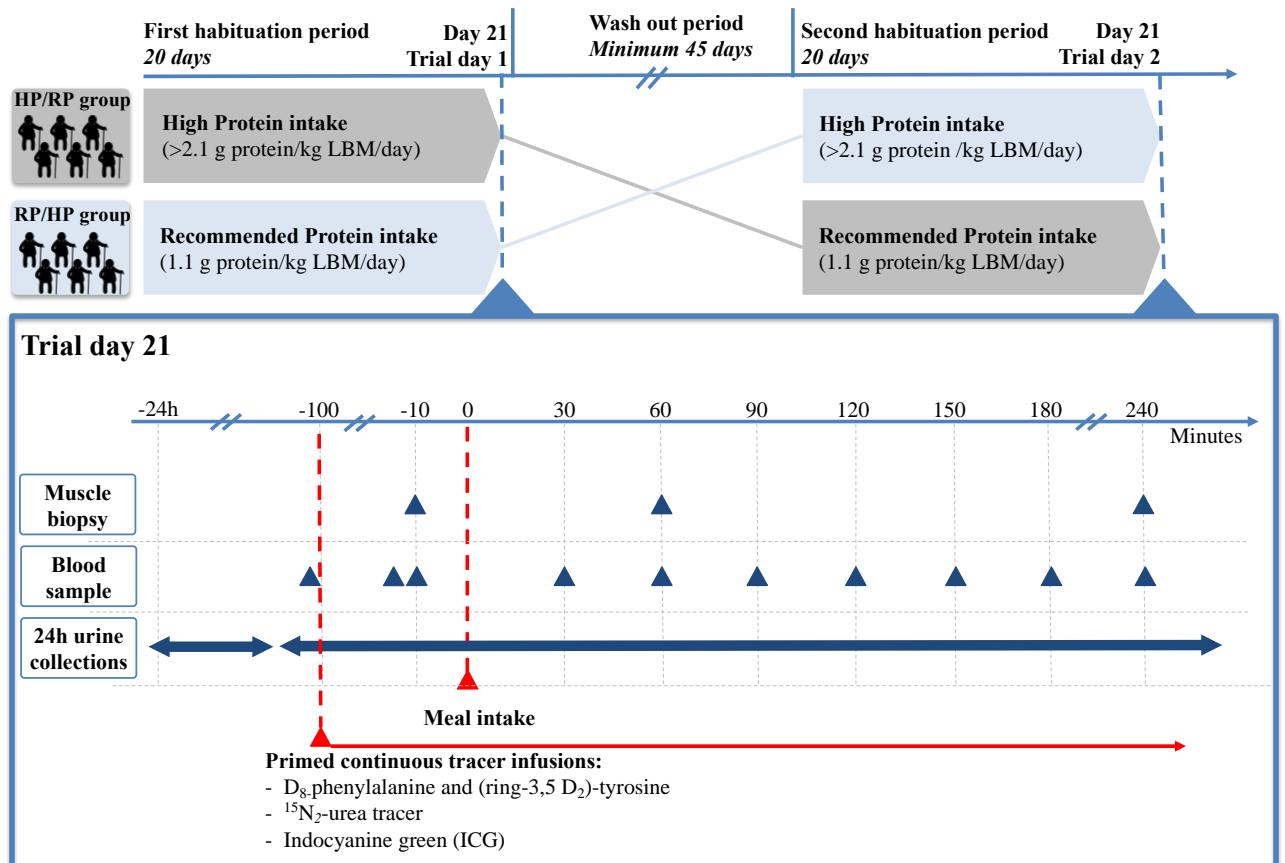 First habituation period
20 days
Day 21
Trial day 1
Wash out period
Minimum 45 days
Second habituation period
20 days
Day 21
Trial day 2
HP/RP group
High Protein intake
(>2.1 g protein/kg LBM/day)
High Protein intake
(>2.1 g protein /kg LBM/day)
RP/HP group
Recommended Protein intake
(1.1 g protein/kg LBM/day)
Recommended Protein intake
(1.1 g protein/kg LBM/day)
Trial day 21
-24h -100 -10 0 30 60 90 120 150 180 240
Minutes
Muscle
biopsy
Blood
sample
24h urine
collections
Meal intake
Primed continuous tracer infusions:
- D₈-phenylalanine and (ring-3,5 D₂)-tyrosine
- ¹⁵N₂-urea tracer
- Indocyanine green (ICG)